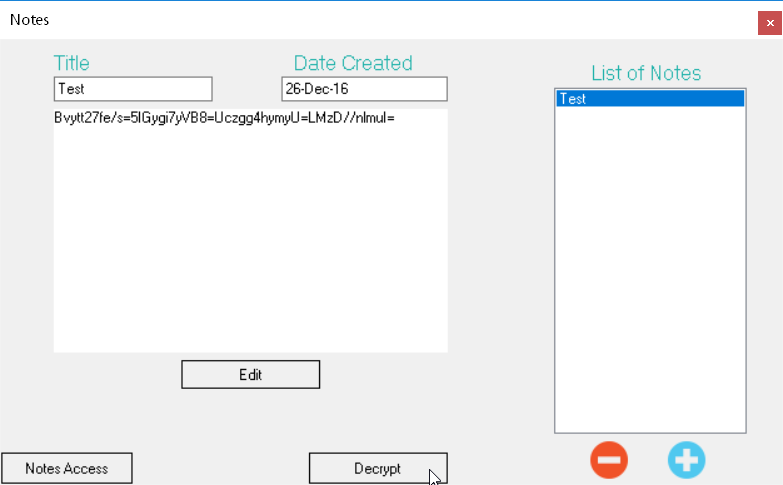 Notes
Title
Date Created
List of Notes
Test
26-Dec-16
Test
Bvytt27fe/s=5IGygi7yVB8=Uczgg4hymyU=LMzD//nlmuI=
Edit
Notes Access
Decrypt